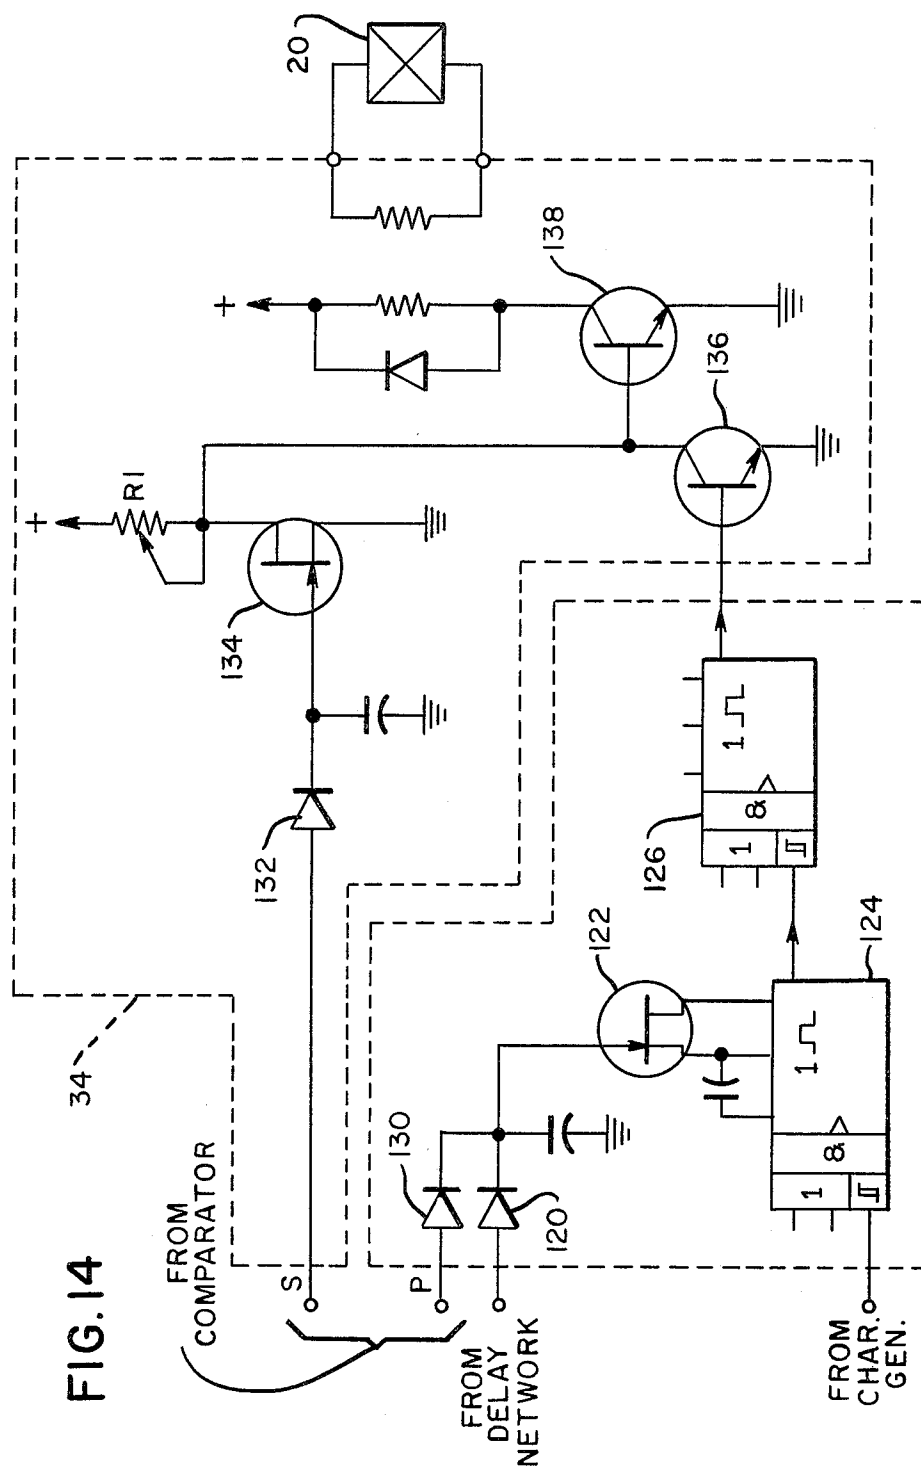 FIG. 14
FROM
COMPARATOR
34
S
P
FROM
DELAY
NETWORK
FROM
CHAR.
GEN.
130
120
132
134
+
R1
122
1
&
1
124
126
1
&
1
136
138
+
20